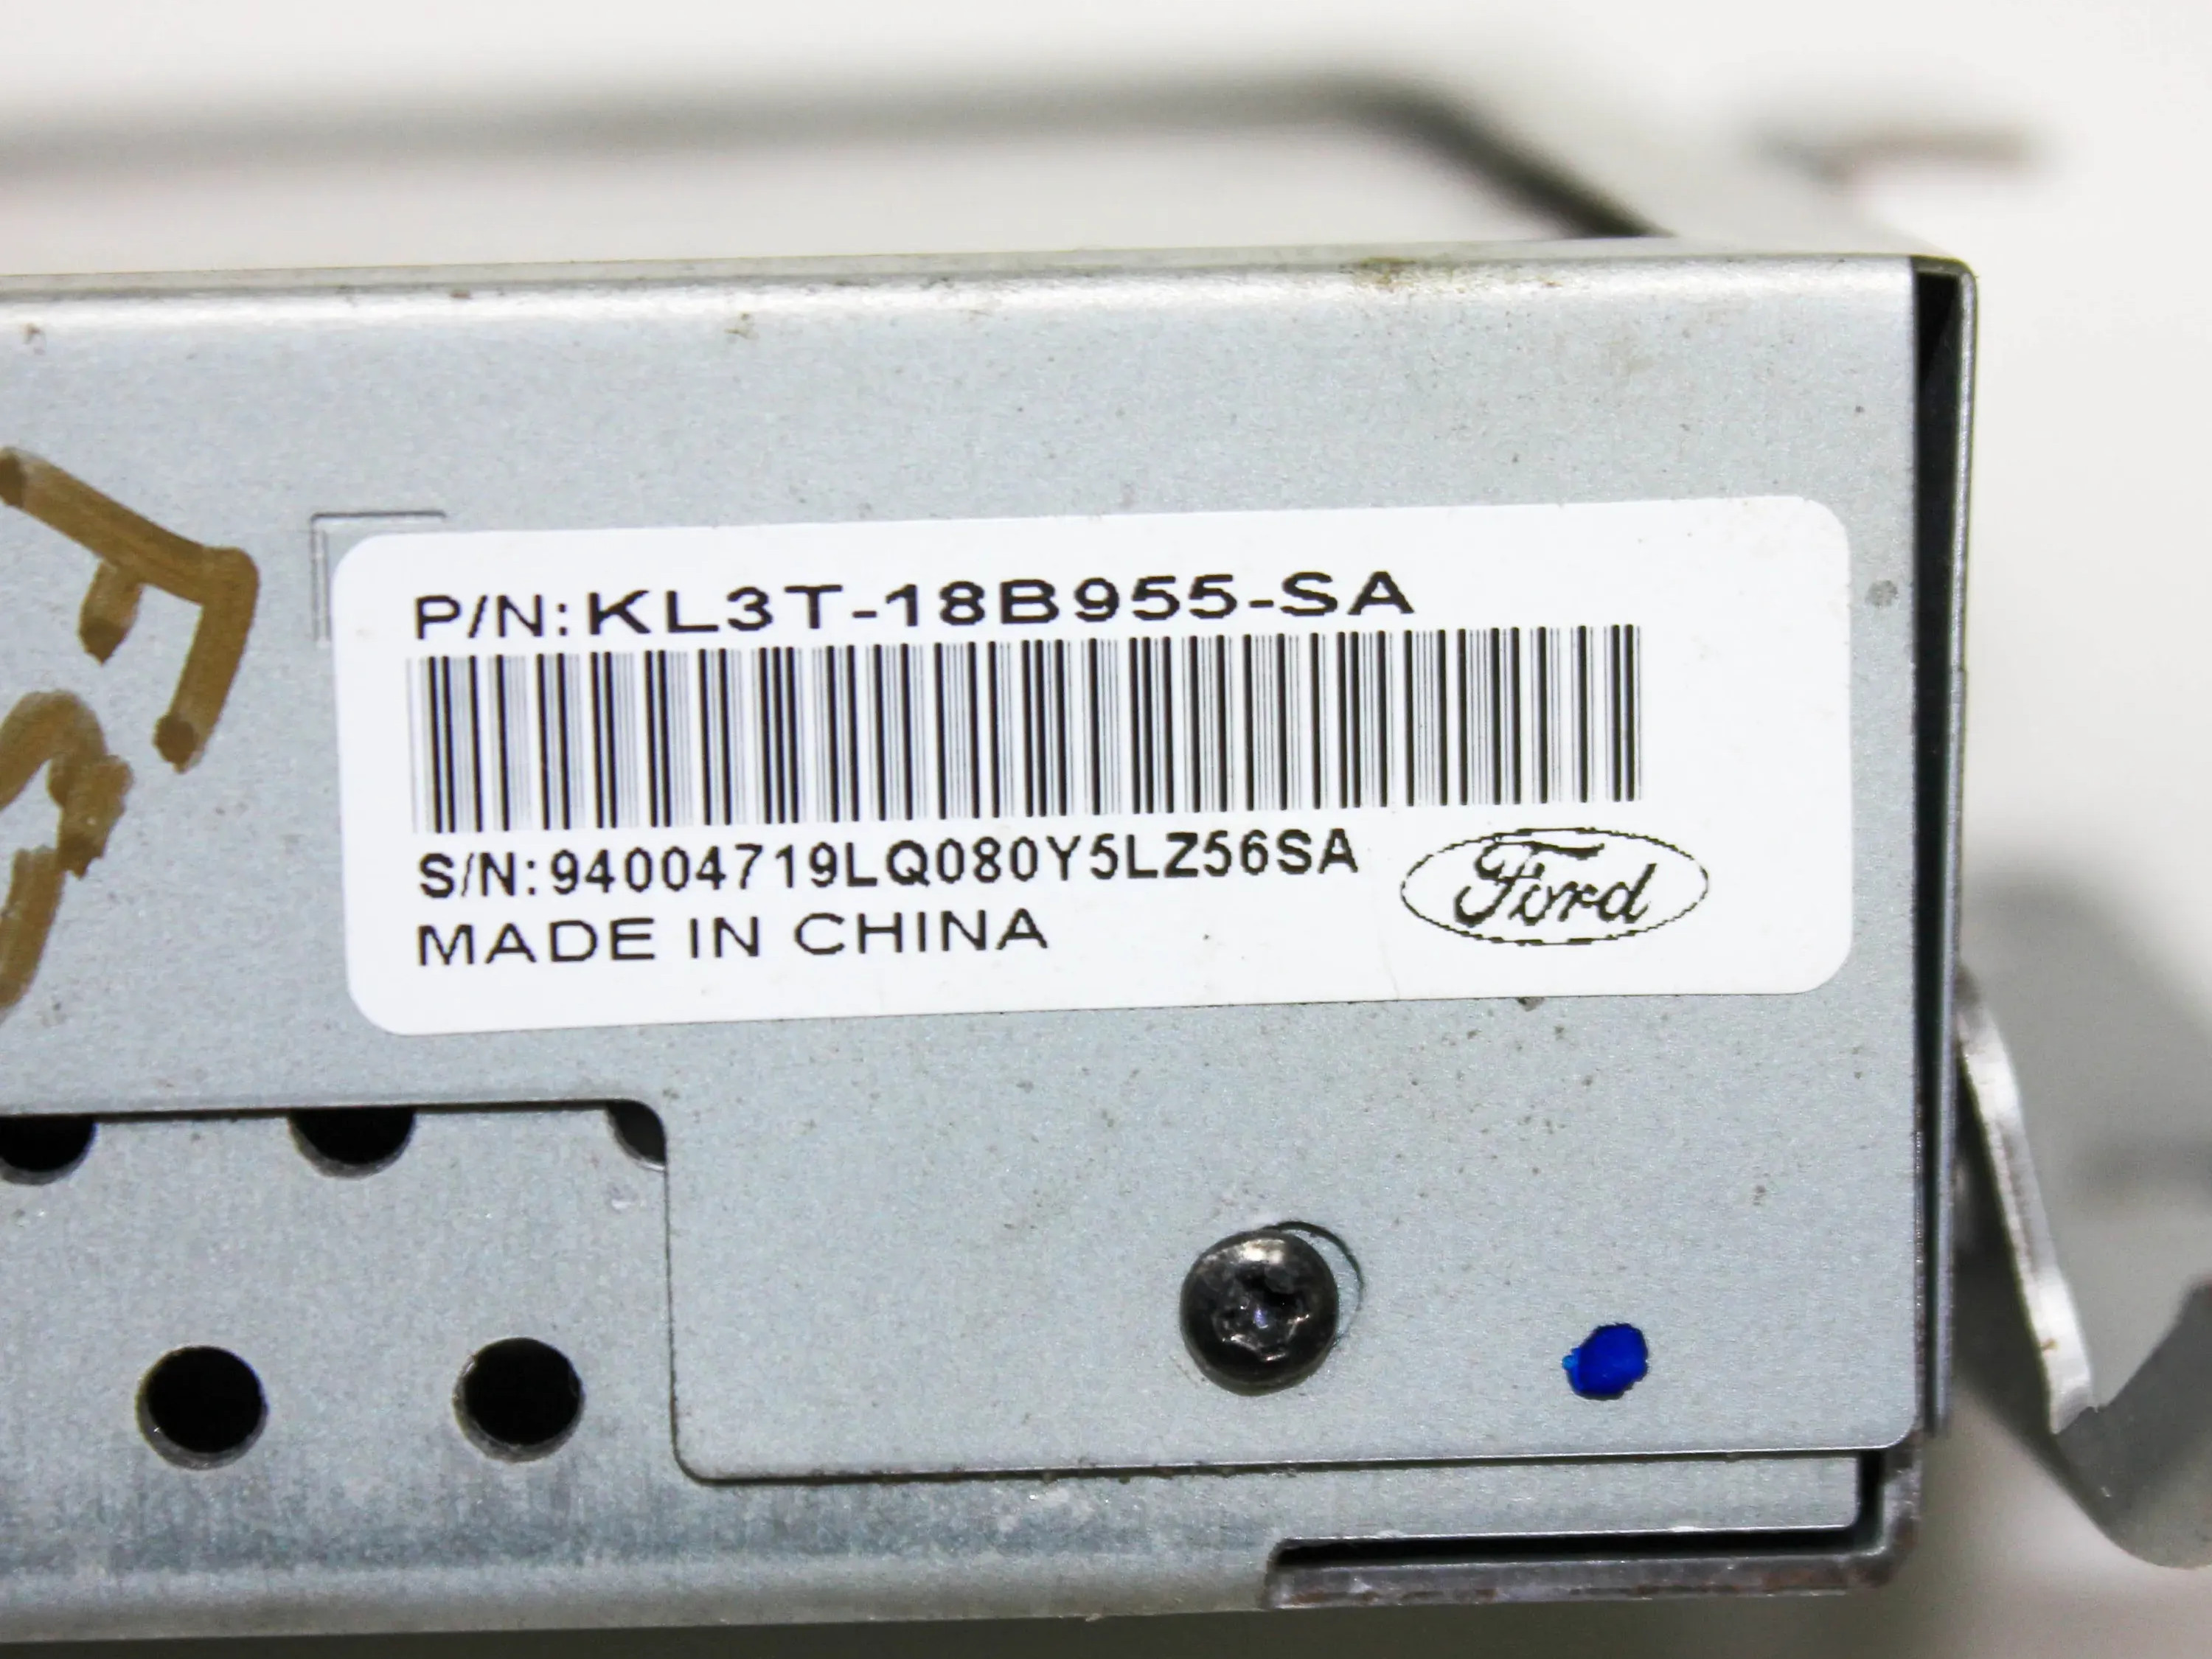 P/N:KL3T-18B955-SA
S/N:94004719LQ080Y5LZ56SA
MADE IN CHINA
Ford